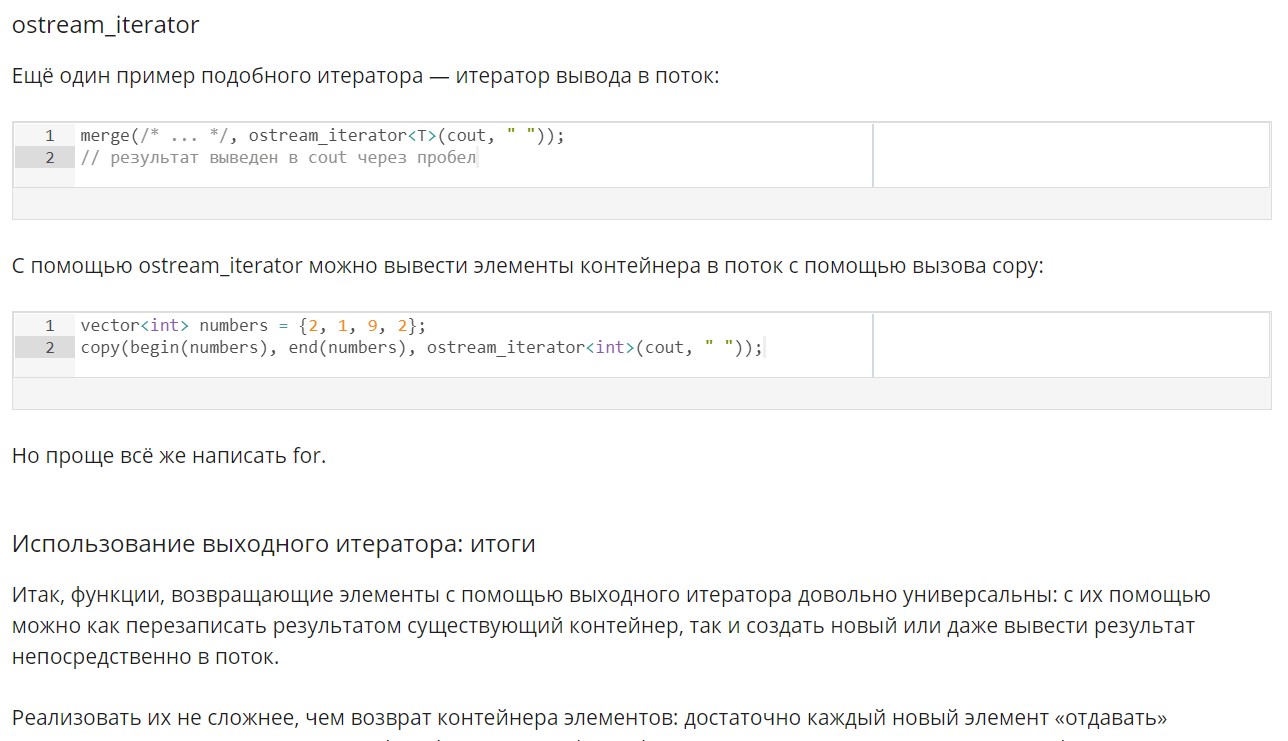 ostream_iterator
Ещё один пример подобного итератора — итератор вывода в поток:
1 merge(/* ... */, ostream_iterator<T>(cout, " "));
2 // результат выведен в cout через пробел
С помощью ostream_iterator можно вывести элементы контейнера в поток с помощью вызова copy:
1 vector<int> numbers = {2, 1, 9, 2};
2 copy(begin(numbers), end(numbers), ostream_iterator<int>(cout, " "));
Но проще всё же написать for.
Использование выходного итератора: итоги
Итак, функции, возвращающие элементы с помощью выходного итератора довольно универсальны: с их помощью
можно как перезаписать результатом существующий контейнер, так и создать новый или даже вывести результат
непосредственно в поток.
Реализовать их не сложнее, чем возврат контейнера элементов: достаточно каждый новый элемент «отдавать»